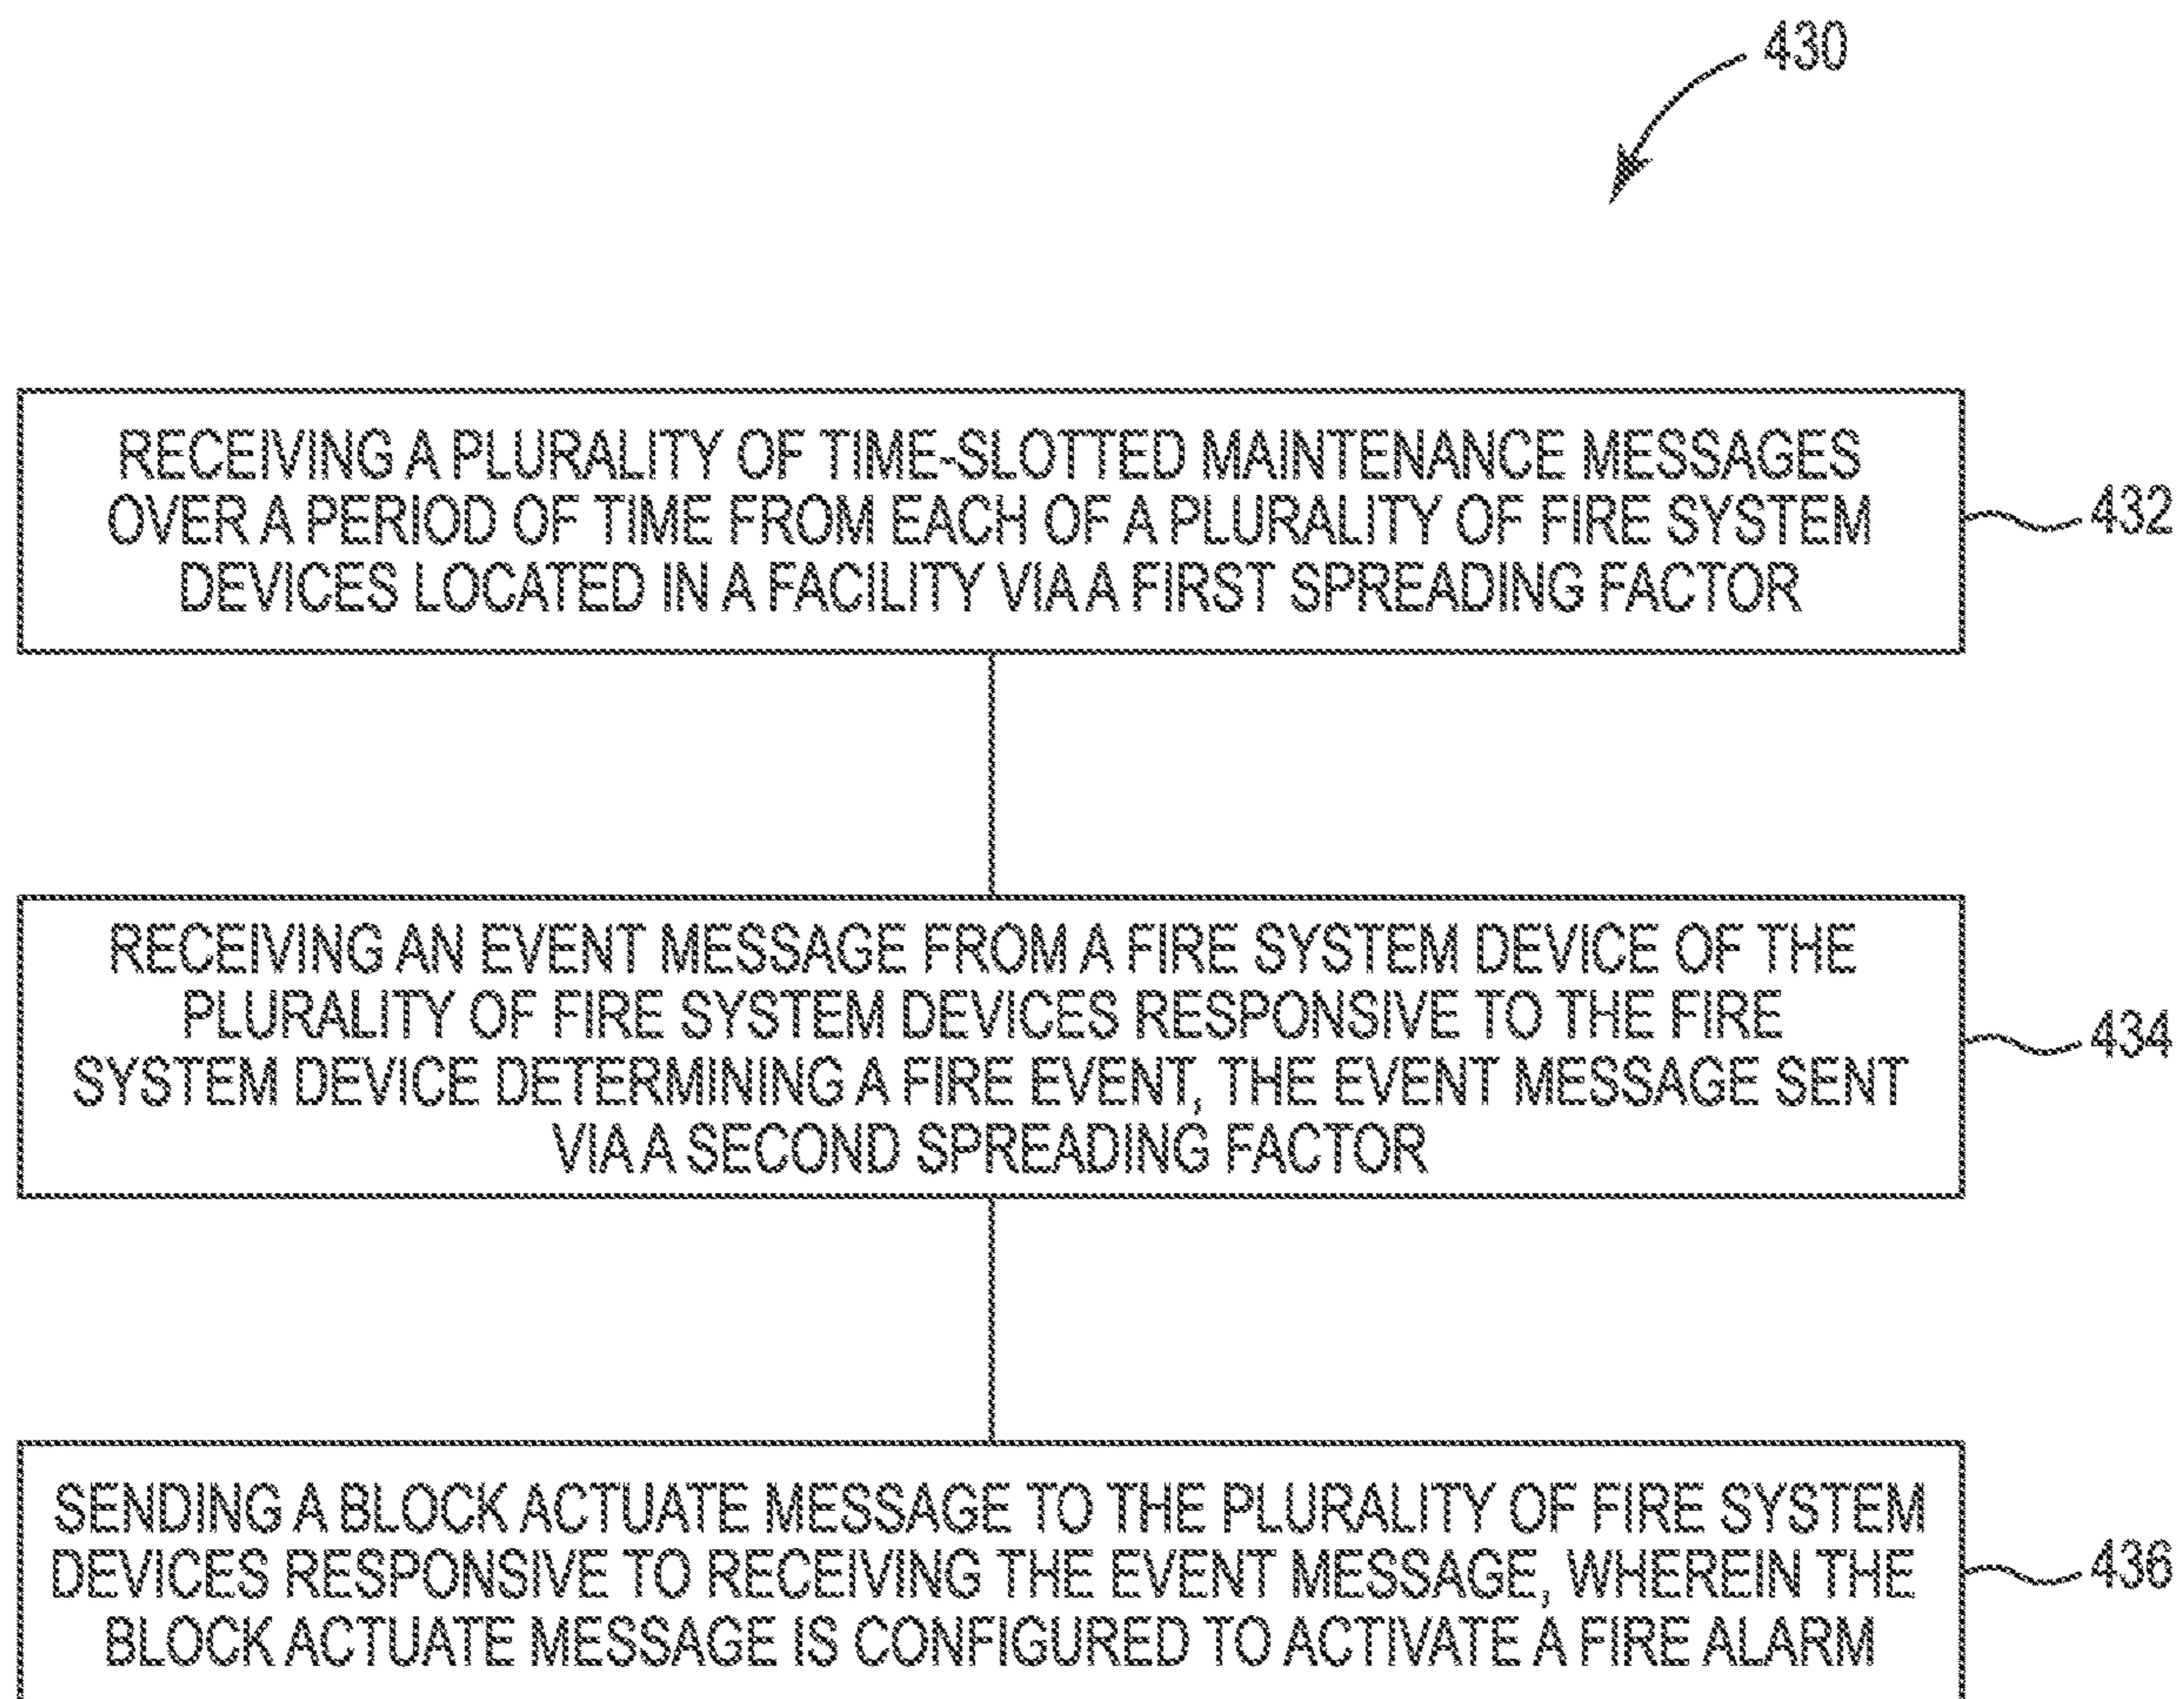 430
RECEIVING A PLURALITY OF TIME-SLOTTED MAINTENANCE MESSAGES
OVER A PERIOD OF TIME FROM EACH OF A PLURALITY OF FIRE SYSTEM
DEVICES LOCATED IN A FACILITY VIA A FIRST SPREADING FACTOR
432
RECEIVING AN EVENT MESSAGE FROM A FIRE SYSTEM DEVICE OF THE
PLURALITY OF FIRE SYSTEM DEVICES RESPONSIVE TO THE FIRE
SYSTEM DEVICE DETERMINING A FIRE EVENT, THE EVENT MESSAGE SENT
VIA A SECOND SPREADING FACTOR
434
SENDING A BLOCK ACTUATE MESSAGE TO THE PLURALITY OF FIRE SYSTEM
DEVICES RESPONSIVE TO RECEIVING THE EVENT MESSAGE, WHEREIN THE
BLOCK ACTUATE MESSAGE IS CONFIGURED TO ACTIVATE A FIRE ALARM
436